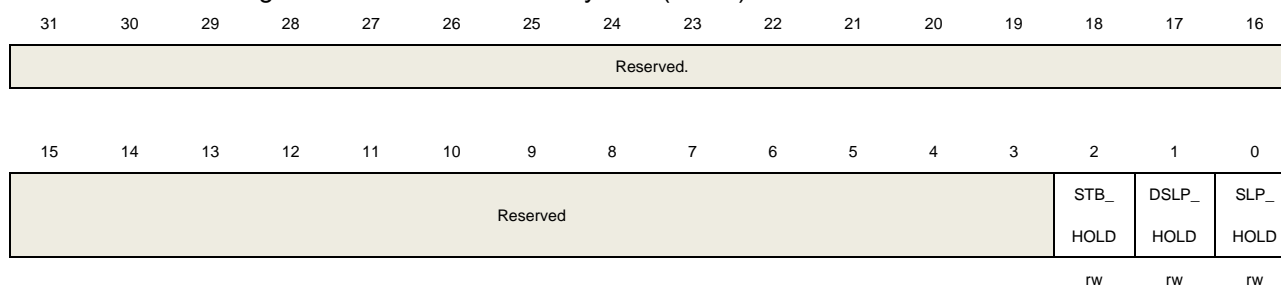 31 30 29 28 27 26 25 24 23 22 21 20 19 18 17 16
Reserved.
15 14 13 12 11 10 9 8 7 6 5 4 3 2 1 0
Reserved
STB_ DSLP_ SLP_
HOLD HOLD HOLD
rw rw rw